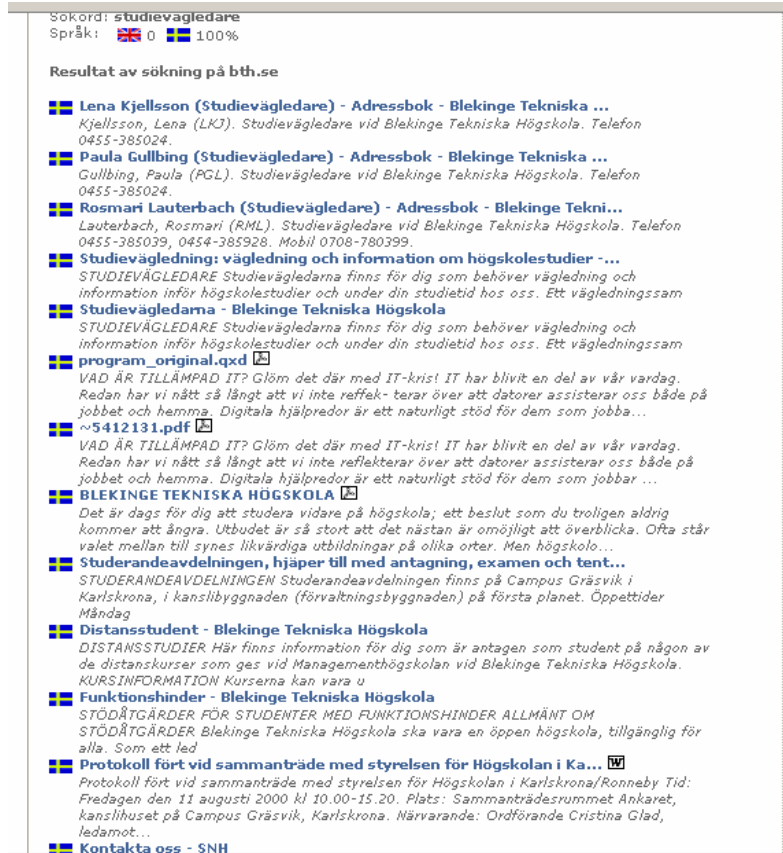 Sökord: studievägledare
Språk: 0 100%
Resultat av sökning på bth.se
Lena Kjellsson (Studievägledare) - Adressbok - Blekinge Tekniska ...
Kjellsson, Lena (LKJ). Studievägledare vid Blekinge Tekniska Högskola. Telefon
0455-385024.
Paula Gullbing (Studievägledare) - Adressbok - Blekinge Tekniska ...
Gullbing, Paula (PGL). Studievägledare vid Blekinge Tekniska Högskola. Telefon
0455-385024.
Rosmari Lauterbach (Studievägledare) - Adressbok - Blekinge Tekni...
Lauterbach, Rosmari (RML). Studievägledare vid Blekinge Tekniska Högskola. Telefon
0455-385039, 0454-385928. Mobil 0708-780399.
Studievägledning: vägledning och information om högskolestudier -...
STUDIEVÄGLEDARE Studievägledarna finns för dig som behöver vägledning och
information inför högskolestudier och under din studietid hos oss. Ett vägledningssam
Studievägledarna - Blekinge Tekniska Högskola
STUDIEVÄGLEDARE Studievägledarna finns för dig som behöver vägledning och
information inför högskolestudier och under din studietid hos oss. Ett vägledningssam
program_original.qxd
VAD ÄR TILLÄMPAD IT? Glöm det där med IT-kris! IT har blivit en del av vår vardag.
Redan har vi nått så långt att vi inte reffek- terar över att datorer assisterar oss både på
jobbet och hemma. Digitala hjälpredor är ett naturligt stöd för dem som jobba...
~5412131.pdf
VAD ÄR TILLÄMPAD IT? Glöm det där med IT-kris! IT har blivit en del av vår vardag.
Redan har vi nått så långt att vi inte reflekterar över att datorer assisterar oss både på
jobbet och hemma. Digitala hjälpredor är ett naturligt stöd för dem som jobbar ...
BLEKINGE TEKNISKA HÖGSKOLA
Det är dags för dig att studera vidare på högskola; ett beslut som du troligen aldrig
kommer att ångra. Utbudet är så stort att det nästan är omöjligt att överblicka. Ofta står
valet mellan till synes likvärdiga utbildningar på olika orter. Men högskolo...
Studerandeavdelningen, hjäper till med antagning, examen och tent...
STUDERANDEAVDELNINGEN Studerandeavdelningen finns på Campus Gräsvik i
Karlskrona, i kanslibyggnaden (förvaltningsbyggnaden) på första planet. Öppettider
Måndag
Distansstudent - Blekinge Tekniska Högskola
DISTANSSTUDIER Här finns information för dig som är antagen som student på någon av
de distanskurser som ges vid Managementhögskolan vid Blekinge Tekniska Högskola.
KURSINFORMATION Kurserna kan vara u
Funktionshinder - Blekinge Tekniska Högskola
STÖDÅTGÄRDER FÖR STUDENTER MED FUNKTIONSHINDER ALLMÄNT OM
STÖDÅTGÄRDER Blekinge Tekniska Högskola ska vara en öppen högskola, tillgänglig för
alla. Som ett led
Protokoll fört vid sammanträde med styrelsen för Högskolan i Ka...
Protokoll fört vid sammanträde med styrelsen för Högskolan i Karlskrona/Ronneby Tid:
Fredagen den 11 augusti 2000 kl 10.00-15.20. Plats: Sammanträdesrummet Ankaret,
kanslihuset på Campus Gräsvik, Karlskrona. Närvarande: Ordförande Cristina Glad,
ledamot...
Kontakta oss - SNH